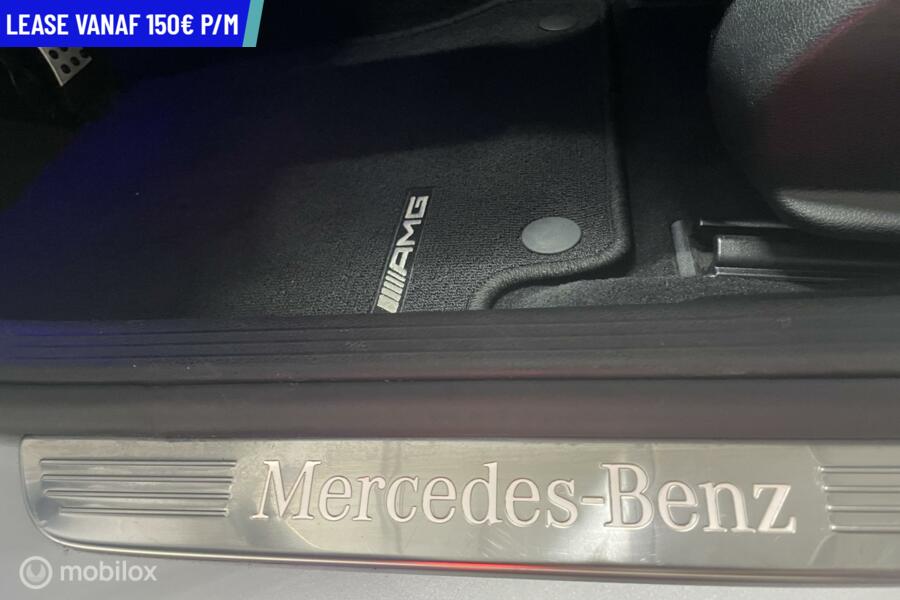 LEASE VANAF 150€ P/M
AMG
Mercedes-Benz
mobilox